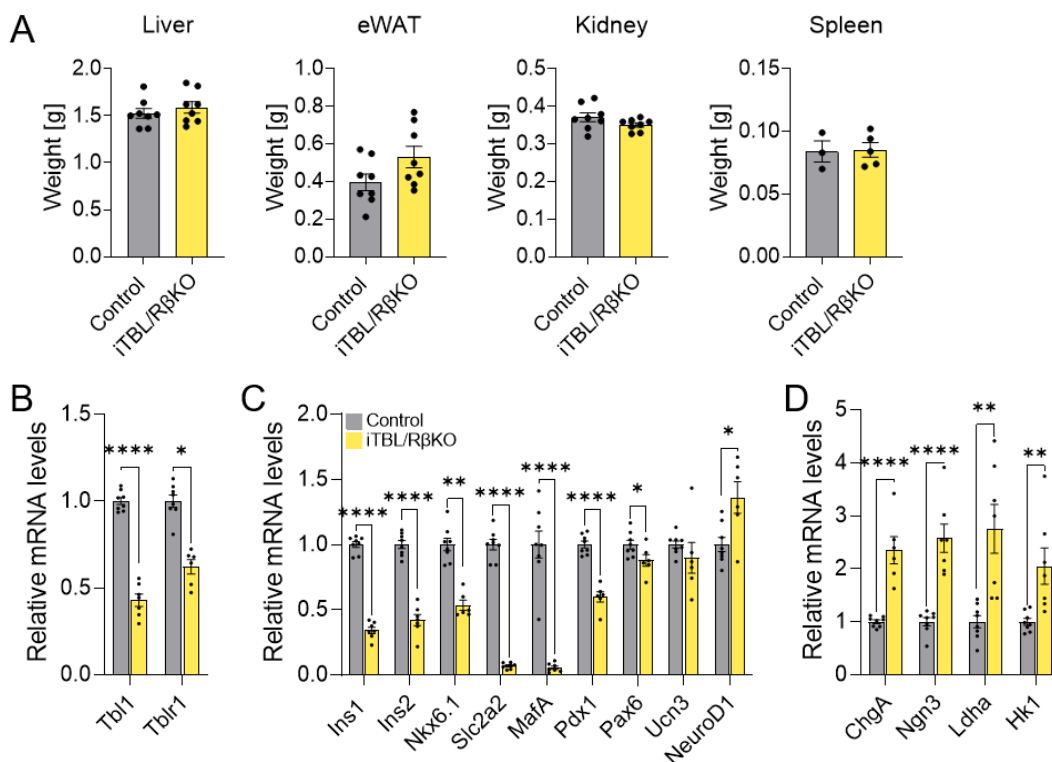 A
Liver
eWAT
Kidney
Spleen
Weight [g]
2.0
1.5
1.0
0.5
0.0
Control
iTBL/RβKO
Weight [g]
1.0
0.8
0.6
0.4
0.2
0.0
Control
iTBL/RβKO
Weight [g]
0.5
0.4
0.3
0.2
0.1
0.0
Control
iTBL/RβKO
Weight [g]
0.15
0.10
0.05
0.00
Control
iTBL/RβKO
B
Relative mRNA levels
1.5
1.0
0.5
0.0
****
*
Tbl1
Tblr1
C
Relative mRNA levels
2.0
1.5
1.0
0.5
0.0
Control
iTBL/RβKO
****
****
**
****
****
****
*
*
Ins1
Ins2
Nkx6.1
Slc2a2
MafA
Pdx1
Pax6
Ucn3
NeuroD1
D
Relative mRNA levels
5
4
3
2
1
0
****
****
**
**
ChgA
Ngn3
Ldha
Hk1